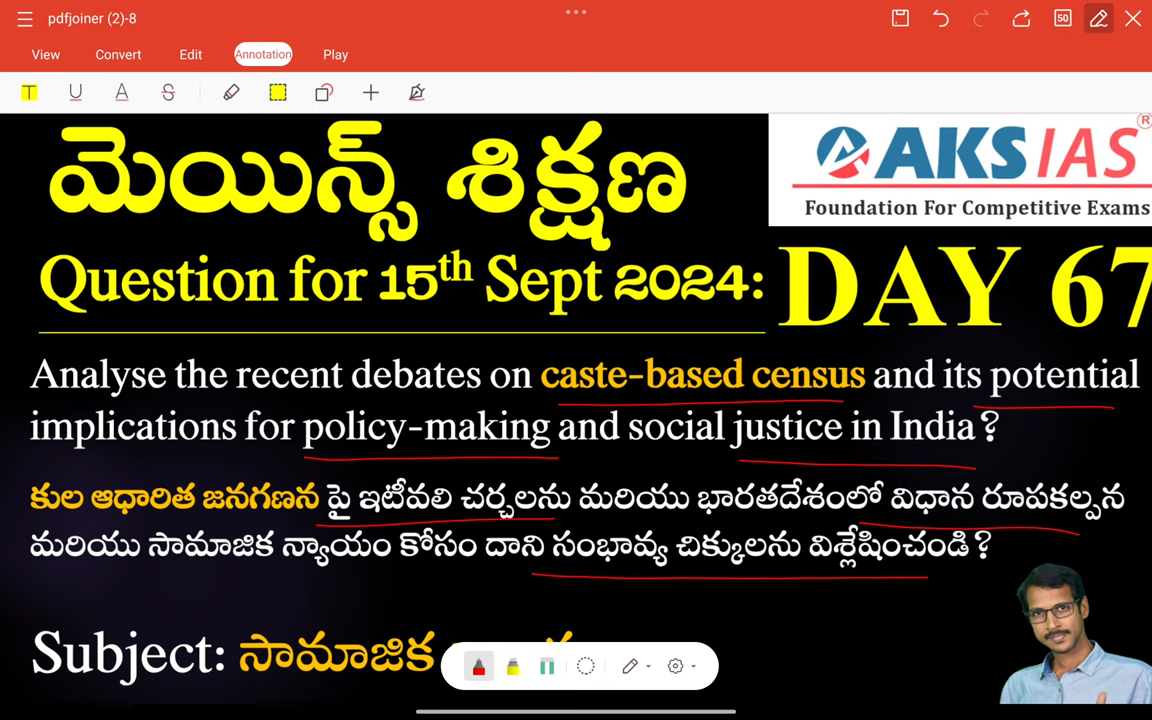 pdfjoiner (2)-8
50
View Convert Edit Annotation Play
T U A S
మెయిన్స్ శిక్షణ
AKS IAS ®
Foundation For Competitive Exams
Question for 15th Sept 2024: DAY 67
Analyse the recent debates on caste-based census and its potential
implications for policy-making and social justice in India?
కుల ఆధారిత జనగణన పై ఇటీవతి చర్చలను మరియు భారతదేశంలో విధాన రూపకల్పన
మరియు సామాజిక న్యాయం కోసం దాని సంభావ్య చిక్కులను విశ్లేషించండి?
Subject: సామాజిక